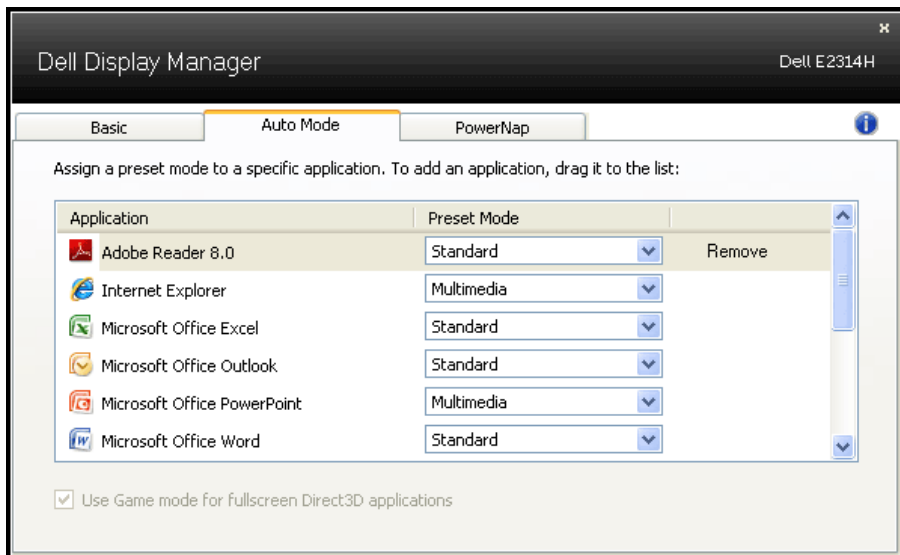 Dell Display Manager
Dell E2314H
Basic Auto Mode PowerNap
Assign a preset mode to a specific application. To add an application, drag it to the list:
Application Preset Mode
Adobe Reader 8.0 Standard Remove
Internet Explorer Multimedia
Microsoft Office Excel Standard
Microsoft Office Outlook Standard
Microsoft Office PowerPoint Multimedia
Microsoft Office Word Standard
Use Game mode for fullscreen Direct3D applications